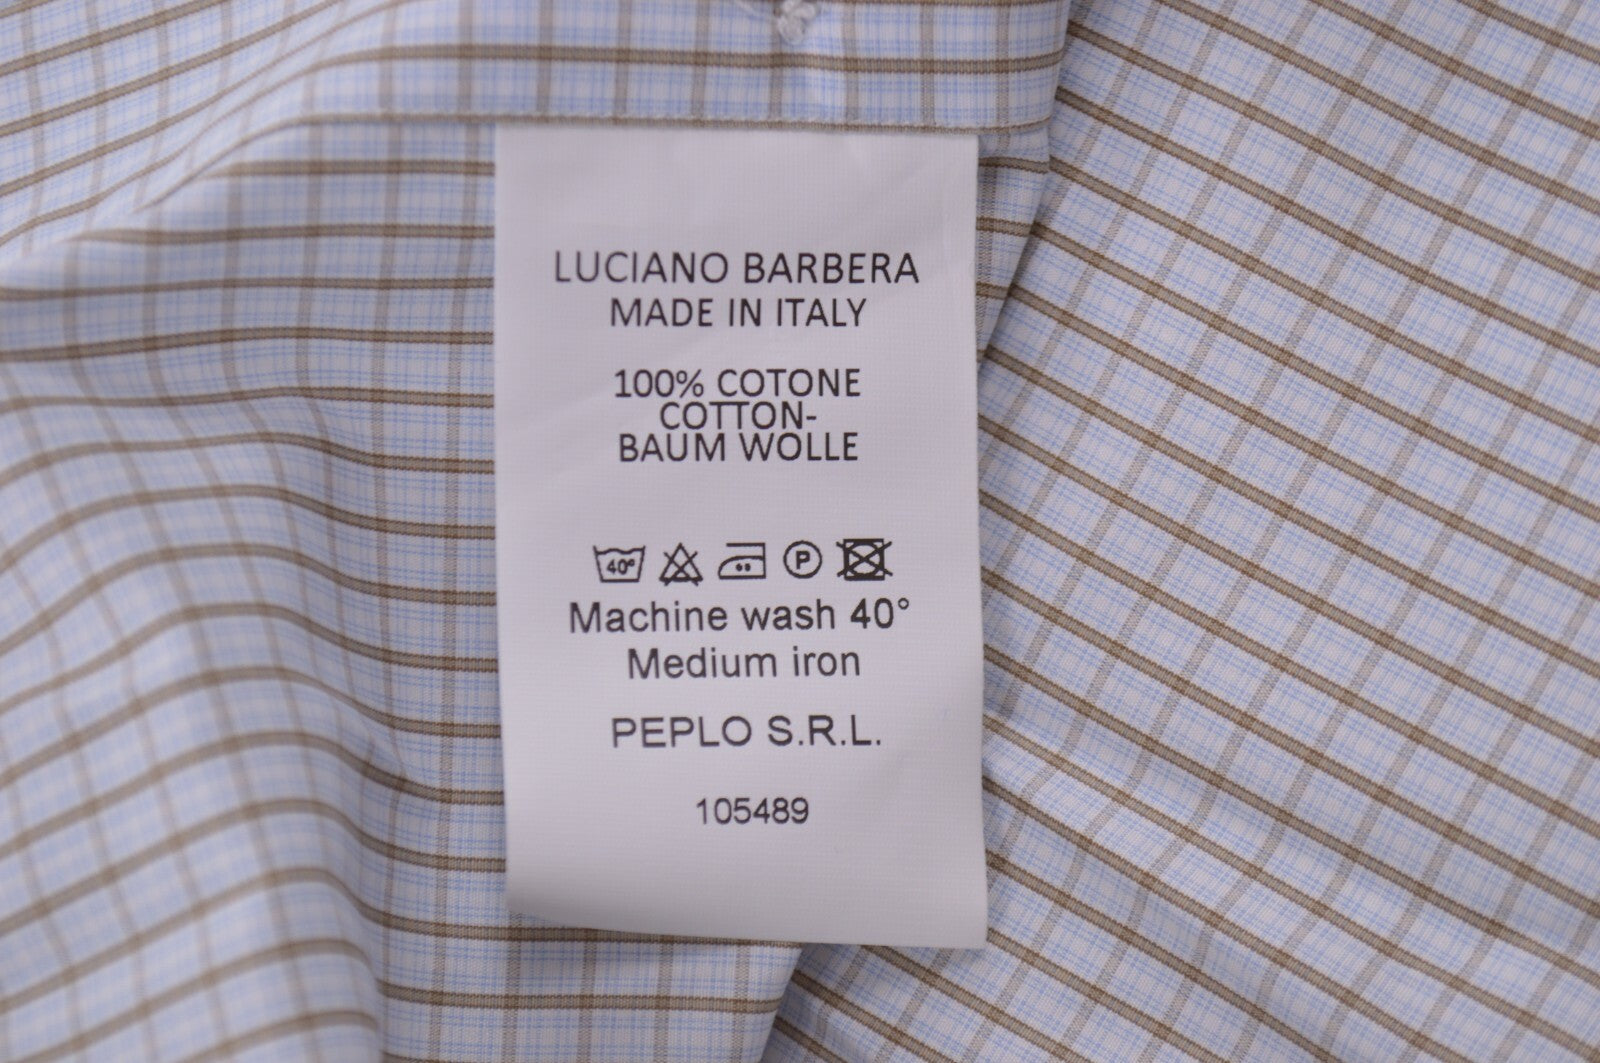 LUCIANO BARBERA
MADE IN ITALY
100% COTONE
COTTON-
BAUM WOLLE
40° P
Machine wash 40°
Medium iron
PEPLO S.R.L.
105489